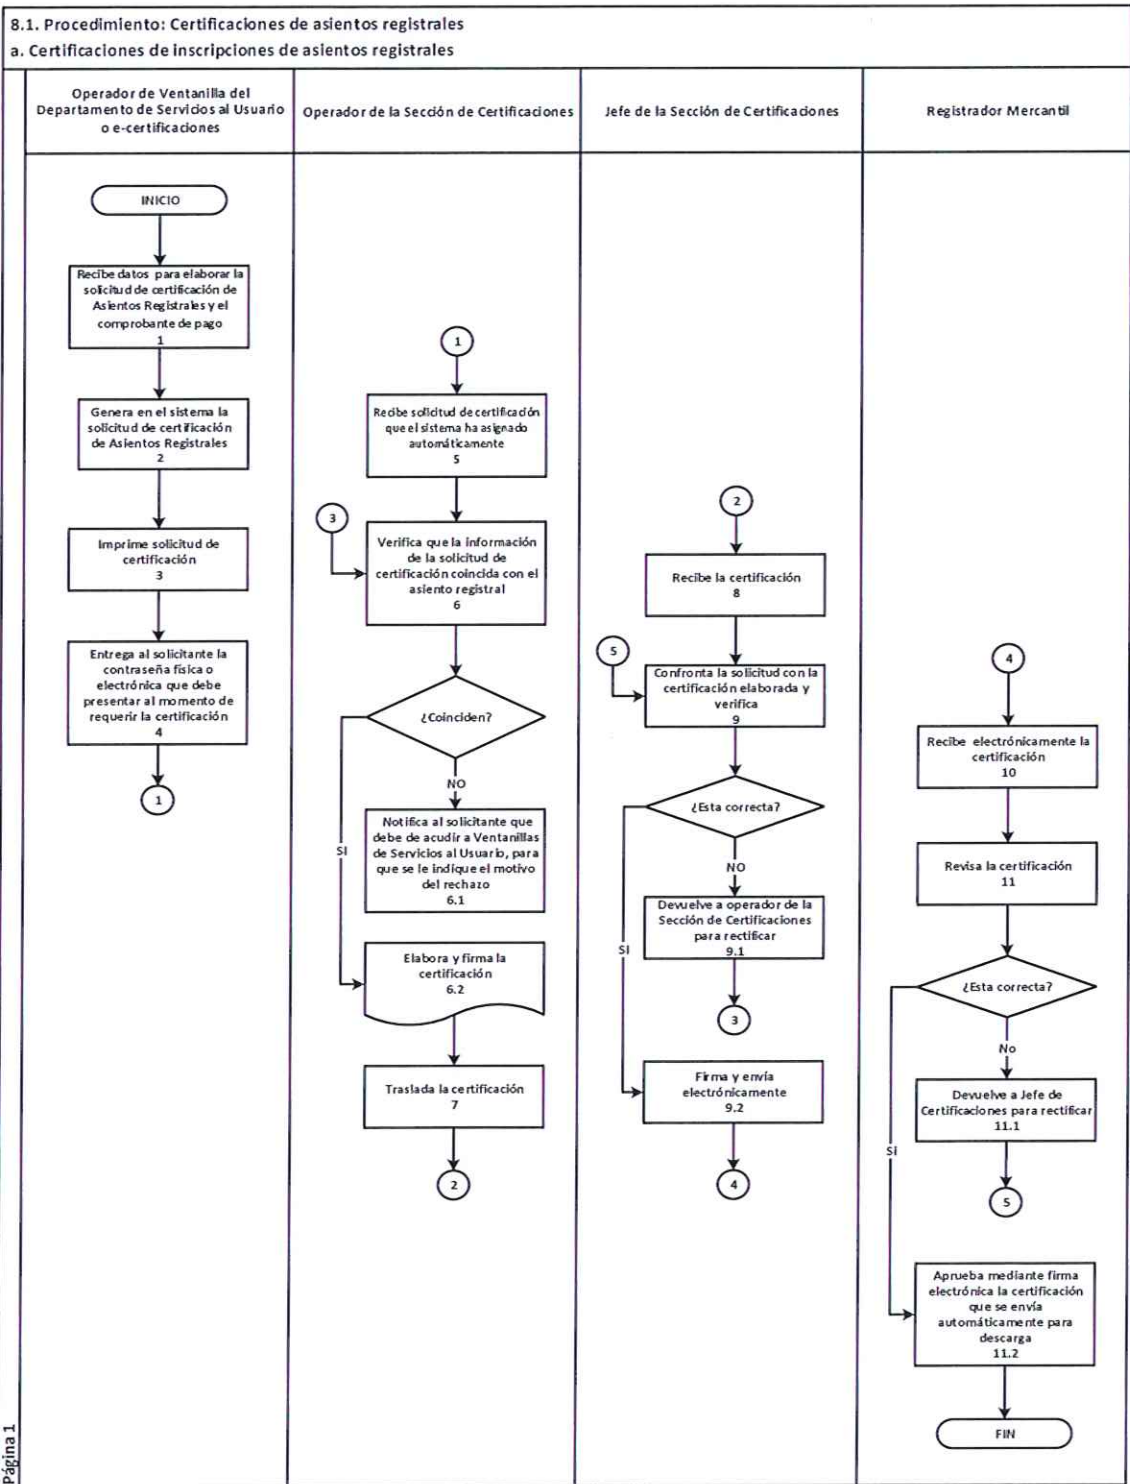 8.1. Procedimiento: Certificaciones de asientos registrales
a. Certificaciones de inscripciones de asientos registrales
Operador de Ventanilla del
Departamento de Servicios al Usuario
o e-certificaciones
INICIO
Recibe datos para elaborar la
solicitud de certificación de
Asientos Registrales y el
comprobante de pago
1
Genera en el sistema la
solicitud de certificación
de Asientos Registrales
2
Imprime solicitud de
certificación
3
Entrega al solicitante la
contraseña física o
electrónica que debe
presentar al momento de
requerir la certificación
4
1
Operador de la Sección de Certificaciones
1
Recibe solicitud de certificación
que el sistema ha asignado
automáticamente
5
3
Verifica que la información
de la solicitud de
certificación coincida con el
asiento registral
6
¿Coinciden?
NO
SI
Notifica al solicitante que
debe de acudir a Ventanillas
de Servicios al Usuario, para
que se le indique el motivo
del rechazo
6.1
Elabora y firma la
certificación
6.2
Traslada la certificación
7
2
Jefe de la Sección de Certificaciones
2
Recibe la certificación
8
5
Confronta la solicitud con la
certificación elaborada y
verifica
9
¿Esta correcta?
NO
SI
Devuelve a operador de la
Sección de Certificaciones
para rectificar
9.1
3
Firma y envía
electrónicamente
9.2
4
Registrador Mercantil
4
Recibe electrónicamente la
certificación
10
Revisa la certificación
11
¿Esta correcta?
No
SI
Devuelve a Jefe de
Certificaciones para rectificar
11.1
5
Aprueba mediante firma
electrónica la certificación
que se envía
automáticamente para
descarga
11.2
FIN
Página 1